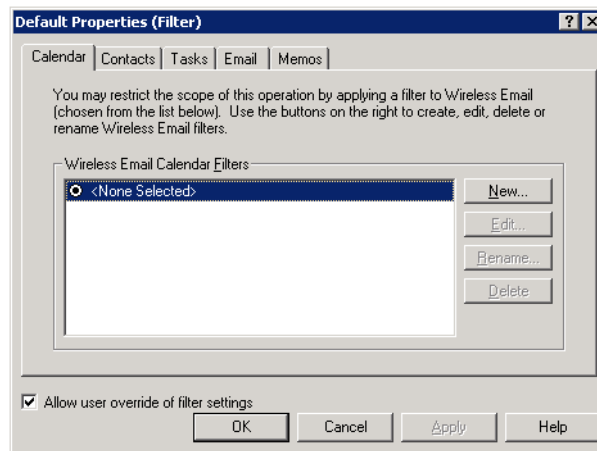 Default Properties (Filter)
Calendar Contacts Tasks Email Memos
You may restrict the scope of this operation by applying a filter to Wireless Email
(chosen from the list below). Use the buttons on the right to create, edit, delete or
rename Wireless Email filters.
Wireless Email Calendar Filters
<None Selected>
New...
Edit...
Rename...
Delete
Allow user override of filter settings
OK Cancel Apply Help